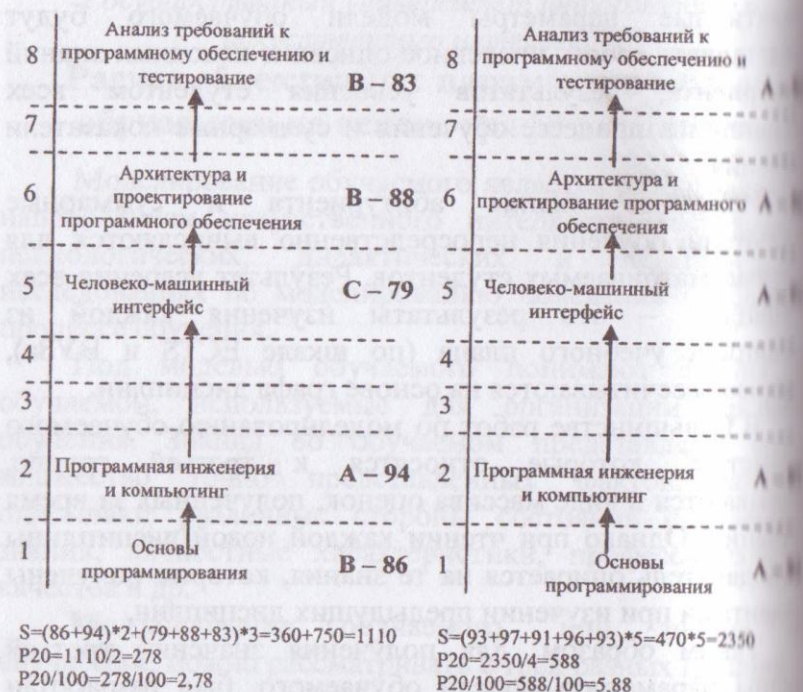 8
Анализ требований к
программному обеспечению и
тестирование
B - 83
7
6
Архитектура и
проектирование
программного обеспечения
B - 88
5
Человеко-машинный
интерфейс
C - 79
4
3
2
Программная инженерия
и компьютинг
A – 94
1
Основы
программирования
B – 86
S=(86+94)*2+(79+88+83)*3=360+750=1110
P20=1110/2=278
P20/100=278/100=2,78
8
Анализ требований к
программному обеспечению и
тестирование
A
7
6
Архитектура и
проектирование программного
обеспечения
A
5
Человеко-машинный
интерфейс
A
4
3
2
Программная инженерия
и компьютинг
A
1
Основы
программирования
A
S=(93+97+91+96+93)*5=470*5=2350
P20=2350/4=588
P20/100=588/100=5,88